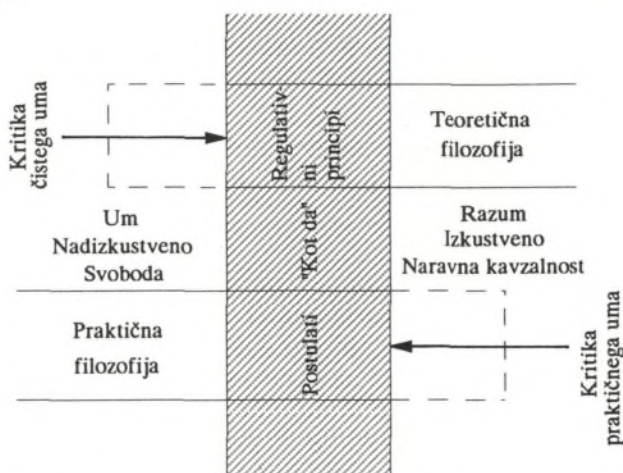 Kritika
čistega uma
Regulativ-
ni
principi
Teoretična
filozofija
Um
Nadizkustveno
Svoboda
"Kot da"
Razum
Izkustveno
Naravna kavzalnost
Praktična
filozofija
Postulati
Kritika
praktičnega uma